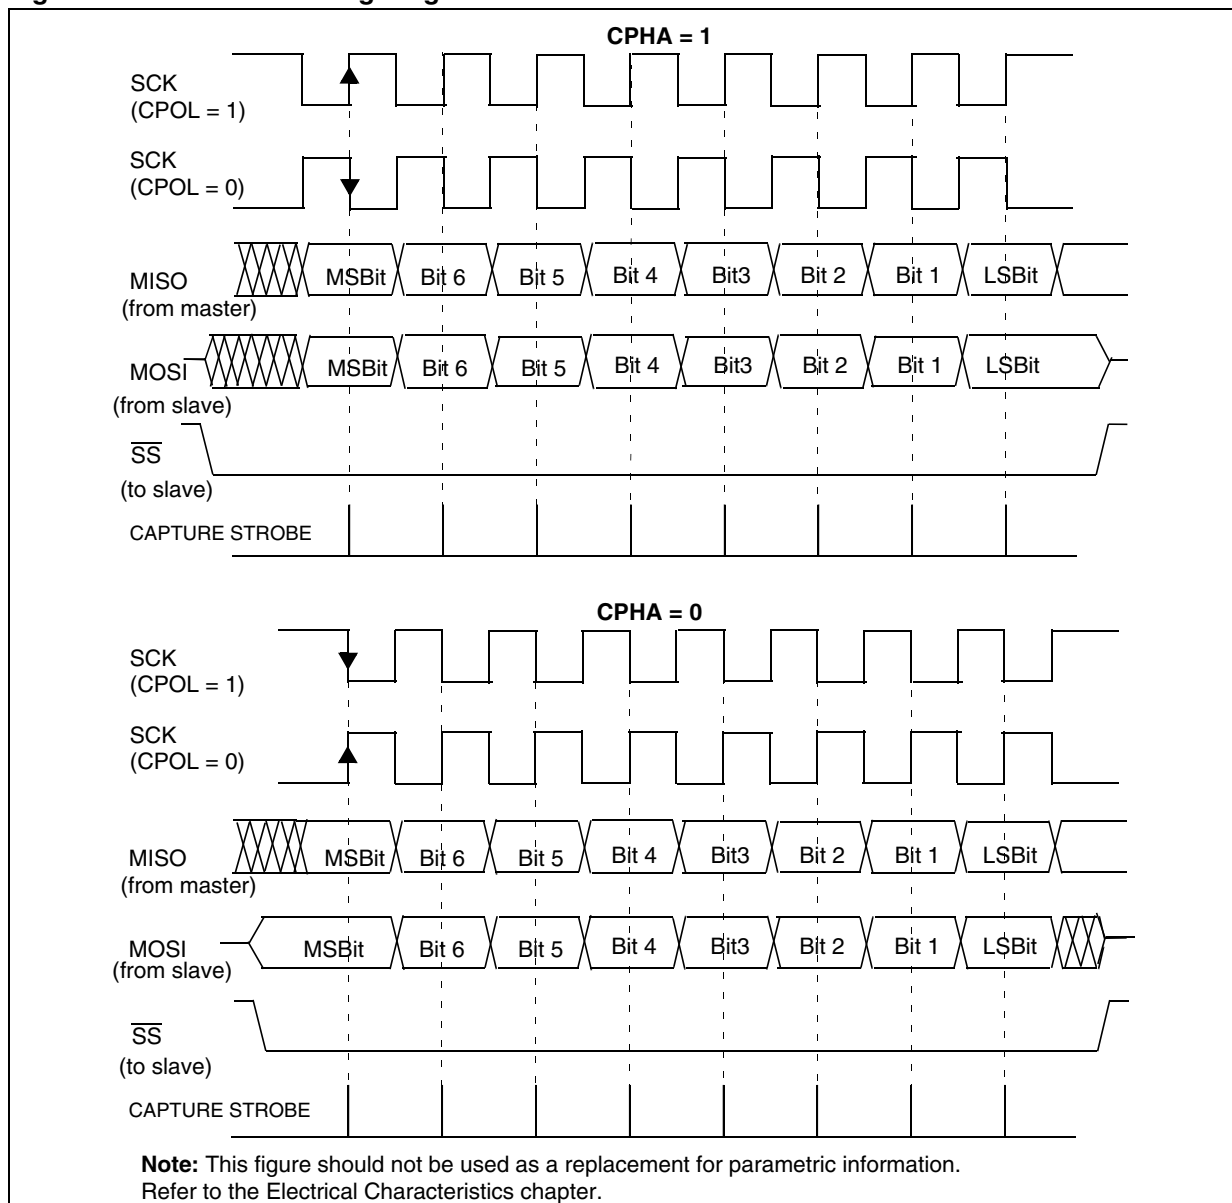 CPHA = 1
SCK
(CPOL = 1)
SCK
(CPOL = 0)
MISO
(from master)
MSBit Bit 6 Bit 5 Bit 4 Bit3 Bit 2 Bit 1 LSBit
MOSI
(from slave)
MSBit Bit 6 Bit 5 Bit 4 Bit3 Bit 2 Bit 1 LSBit
SS
(to slave)
CAPTURE STROBE
CPHA = 0
SCK
(CPOL = 1)
SCK
(CPOL = 0)
MISO
(from master)
MSBit Bit 6 Bit 5 Bit 4 Bit3 Bit 2 Bit 1 LSBit
MOSI
(from slave)
MSBit Bit 6 Bit 5 Bit 4 Bit3 Bit 2 Bit 1 LSBit
SS
(to slave)
CAPTURE STROBE
Note: This figure should not be used as a replacement for parametric information.
Refer to the Electrical Characteristics chapter.